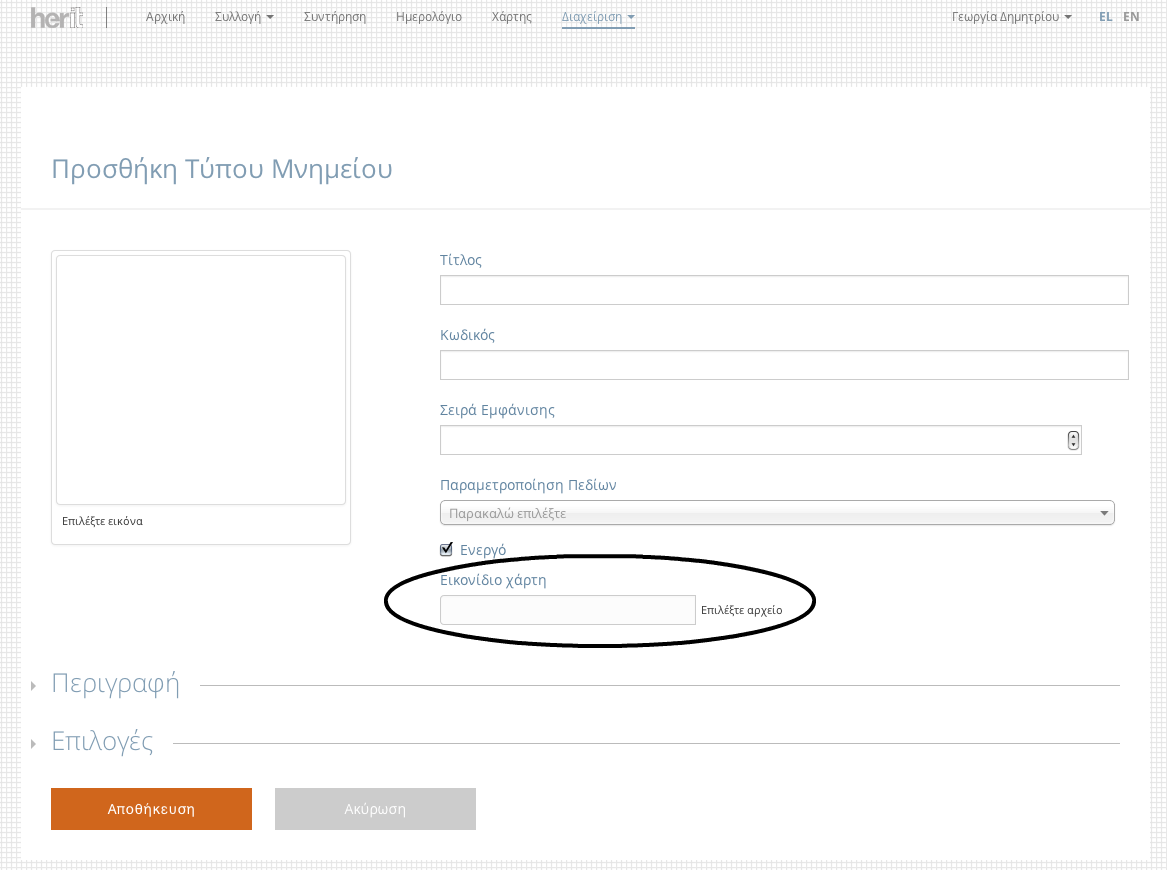 herit Αρχική Συλλογή Συντήρηση Ημερολόγιο Χάρτης Διαχείριση Γεωργία Δημητρίου EL EN
Προσθήκη Τύπου Μνημείου
Τίτλος
Κωδικός
Σειρά Εμφάνισης
Παραμετροποίηση Πεδίων
Παρακαλώ επιλέξτε
Επιλέξτε εικόνα
Ενεργό
Εικονίδιο χάρτη
Επιλέξτε αρχείο
Περιγραφή
Επιλογές
Αποθήκευση Ακύρωση